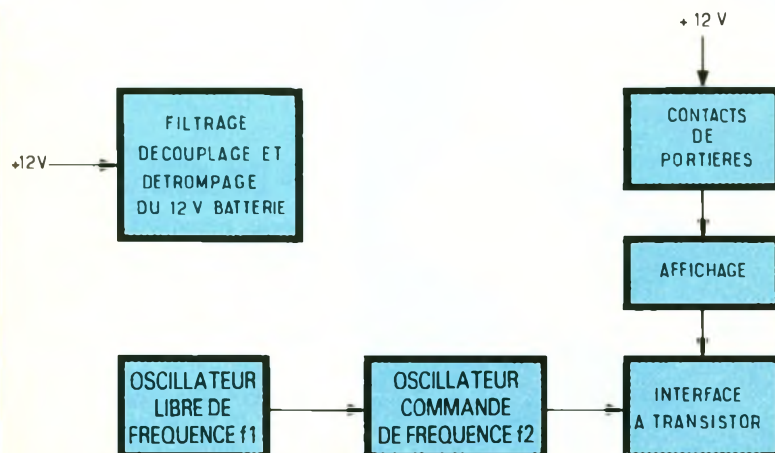 + 12 V
FILTRAGE
DECOUPLAGE ET
DETROMPAGE
DU 12 V BATTERIE
+12V
CONTACTS
DE
PORTIERES
AFFICHAGE
OSCILLATEUR
LIBRE DE
FREQUENCE f1
OSCILLATEUR
COMMANDE
DE FREQUENCE f2
INTERFACE
A TRANSISTOR